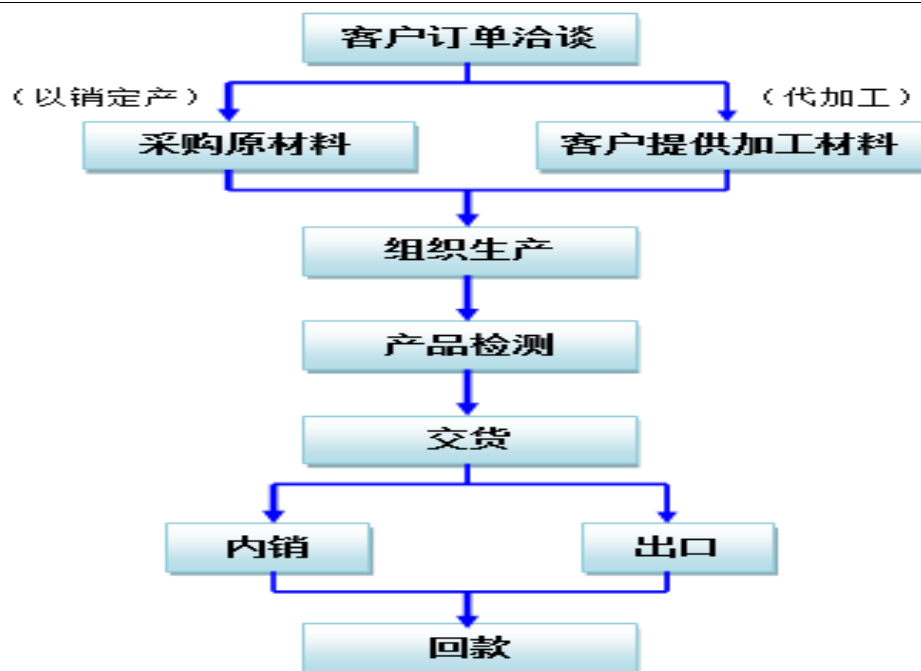 客户订单洽谈
（以销定产）
（代加工）
采购原材料
客户提供加工材料
组织生产
产品检测
交货
内销
出口
回款